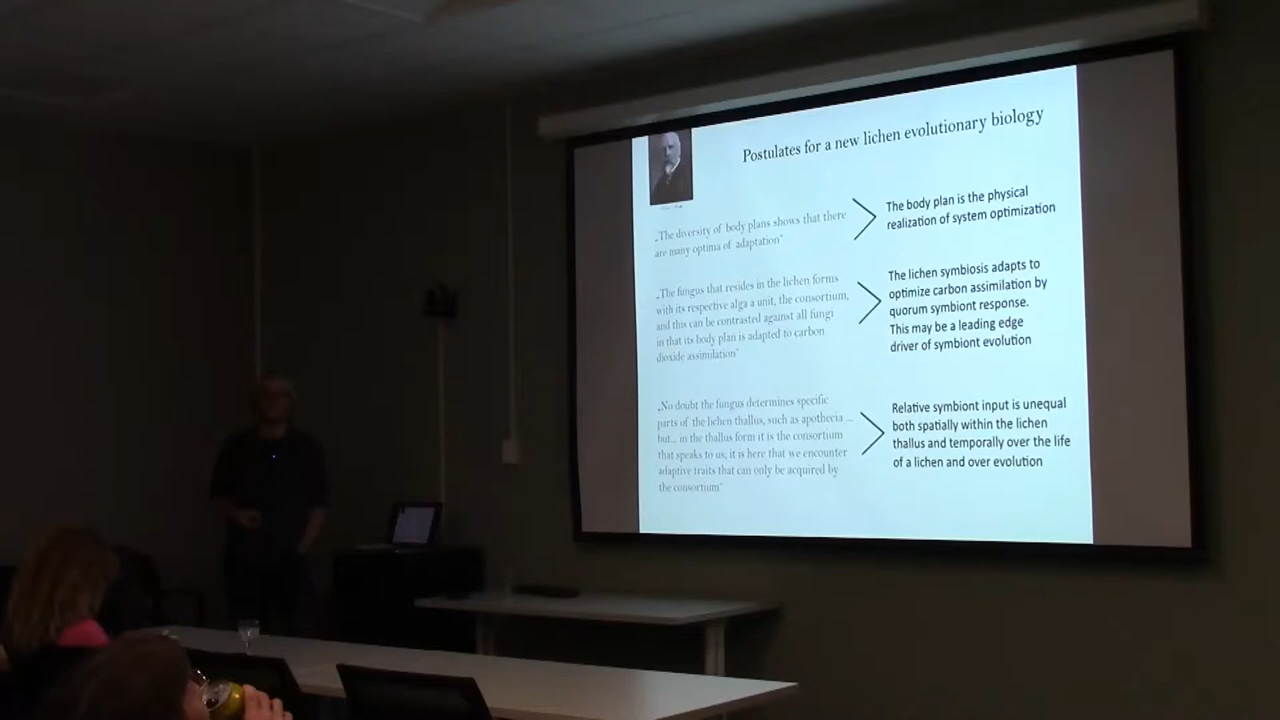 Postulates for a new lichen evolutionary biology
„The diversity of body plans shows that there
are many optima of adaptation"
The body plan is the physical
realization of system optimization
„The fungus that resides in the lichen forms
with its respective alga a unit, the consortium,
and this can be contrasted against all fungi
in that its body plan is adapted to carbon
dioxide assimilation"
The lichen symbiosis adapts to
optimize carbon assimilation by
quorum symbiont response.
This may be a leading edge
driver of symbiont evolution
„No doubt the fungus determines specific
parts of the lichen thallus, such as apothecia ...
but... in the thallus form it is the consortium
that speaks to us; it is here that we encounter
adaptive traits that can only be acquired by
the consortium"
Relative symbiont input is unequal
both spatially within the lichen
thallus and temporally over the life
of a lichen and over evolution